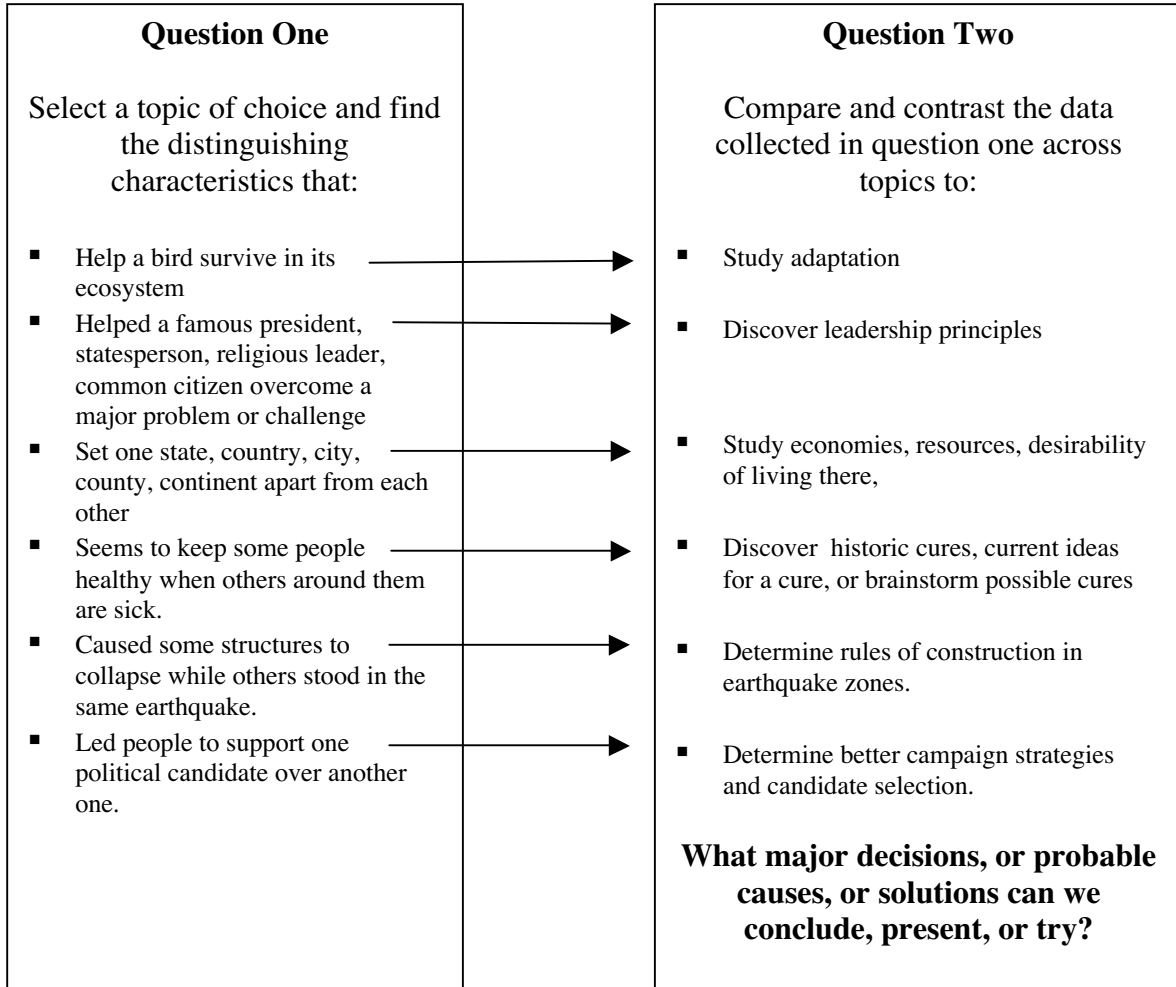 Question One
Select a topic of choice and find
the distinguishing
characteristics that:
▪ Help a bird survive in its
ecosystem
▪ Helped a famous president,
statesperson, religious leader,
common citizen overcome a
major problem or challenge
▪ Set one state, country, city,
county, continent apart from each
other
▪ Seems to keep some people
healthy when others around them
are sick.
▪ Caused some structures to
collapse while others stood in the
same earthquake.
▪ Led people to support one
political candidate over another
one.
Question Two
Compare and contrast the data
collected in question one across
topics to:
▪ Study adaptation
▪ Discover leadership principles
▪ Study economies, resources, desirability
of living there,
▪ Discover historic cures, current ideas
for a cure, or brainstorm possible cures
▪ Determine rules of construction in
earthquake zones.
▪ Determine better campaign strategies
and candidate selection.
What major decisions, or probable
causes, or solutions can we
conclude, present, or try?